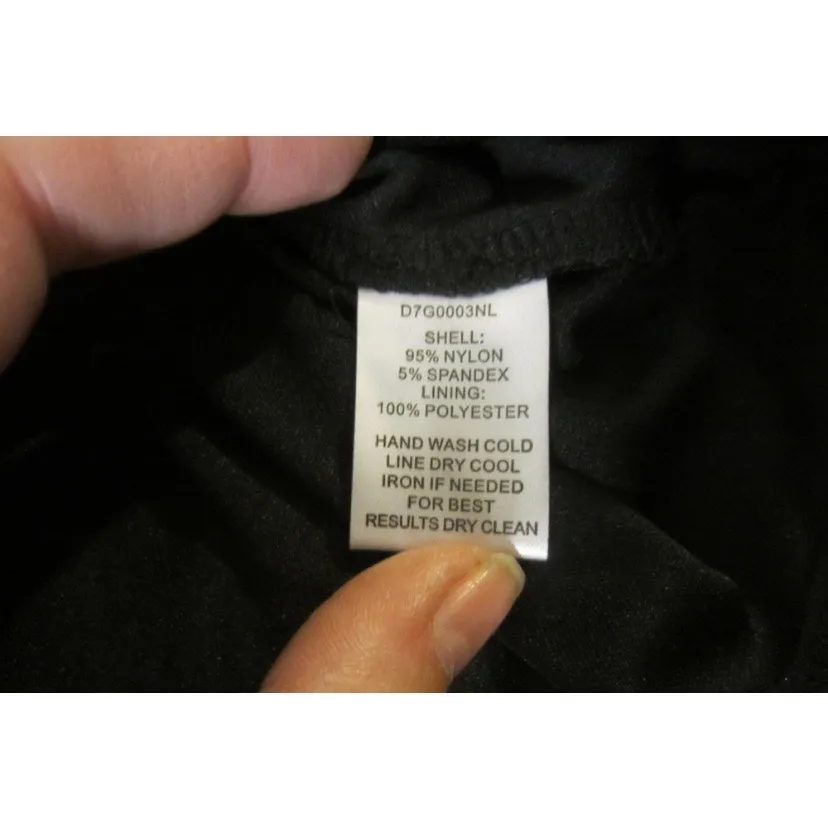 D7G0003NL
SHELL:
95% NYLON
5% SPANDEX
LINING:
100% POLYESTER
HAND WASH COLD
LINE DRY COOL
IRON IF NEEDED
FOR BEST
RESULTS DRY CLEAN